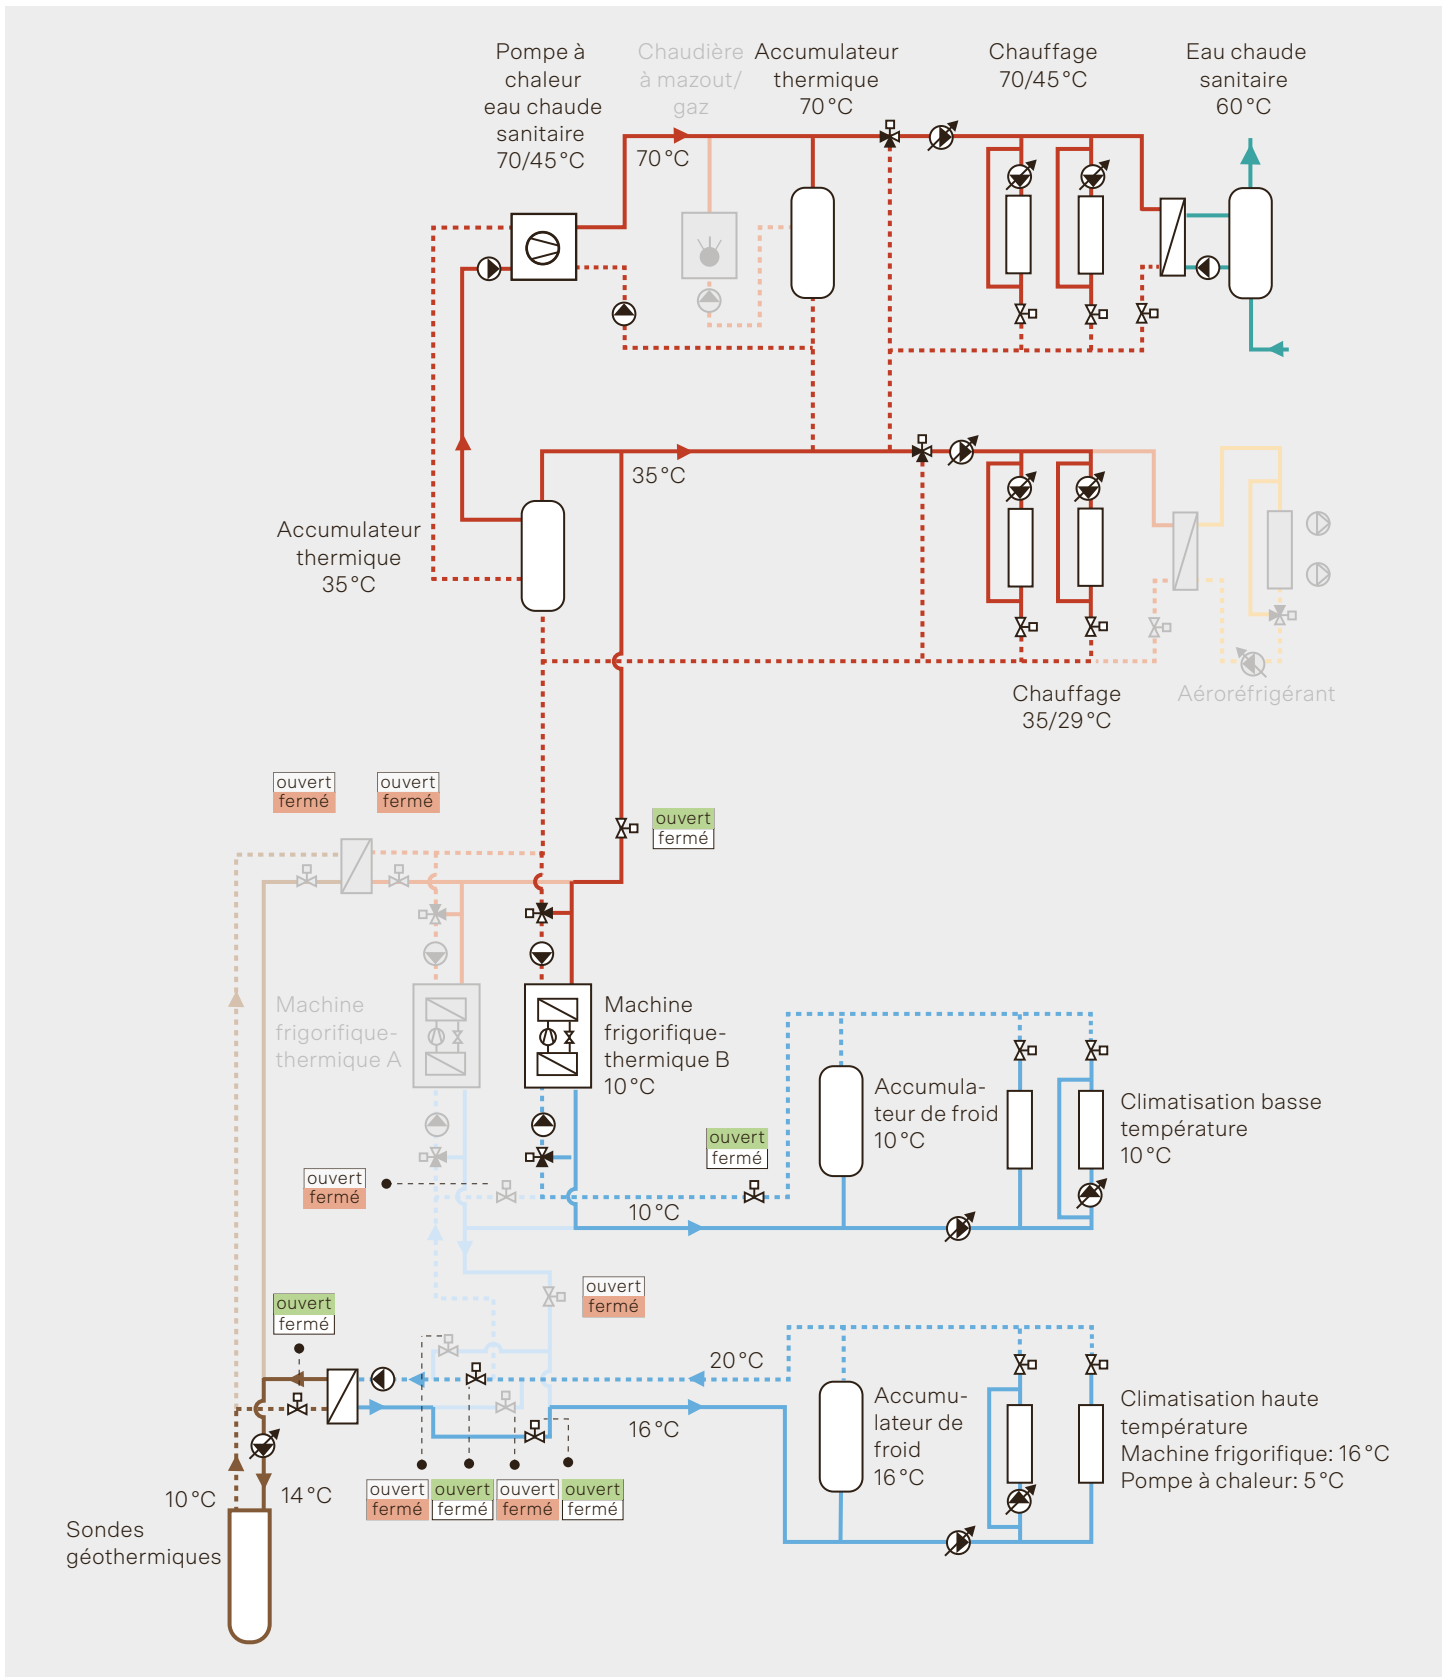 Pompe à
chaleur
eau chaude
sanitaire
70/45 °C
Chaudière
à mazout/
gaz
Accumulateur
thermique
70 °C
Chauffage
70/45 °C
Eau chaude
sanitaire
60 °C
70 °C
35 °C
Accumulateur
thermique
35 °C
Chauffage
35/29 °C
Aéroréfrigérant
ouvert
fermé
ouvert
fermé
ouvert
fermé
Machine
frigorifique-
thermique A
Machine
frigorifique-
thermique B
10 °C
Accumula-
teur de froid
10 °C
Climatisation basse
température
10 °C
ouvert
fermé
ouvert
fermé
10 °C
ouvert
fermé
ouvert
fermé
20 °C
16 °C
Accumu-
lateur de
froid
16 °C
Climatisation haute
température
Machine frigorifique: 16 °C
Pompe à chaleur: 5 °C
ouvert
fermé
ouvert
fermé
ouvert
fermé
ouvert
fermé
10 °C
14 °C
Sondes
géothermiques